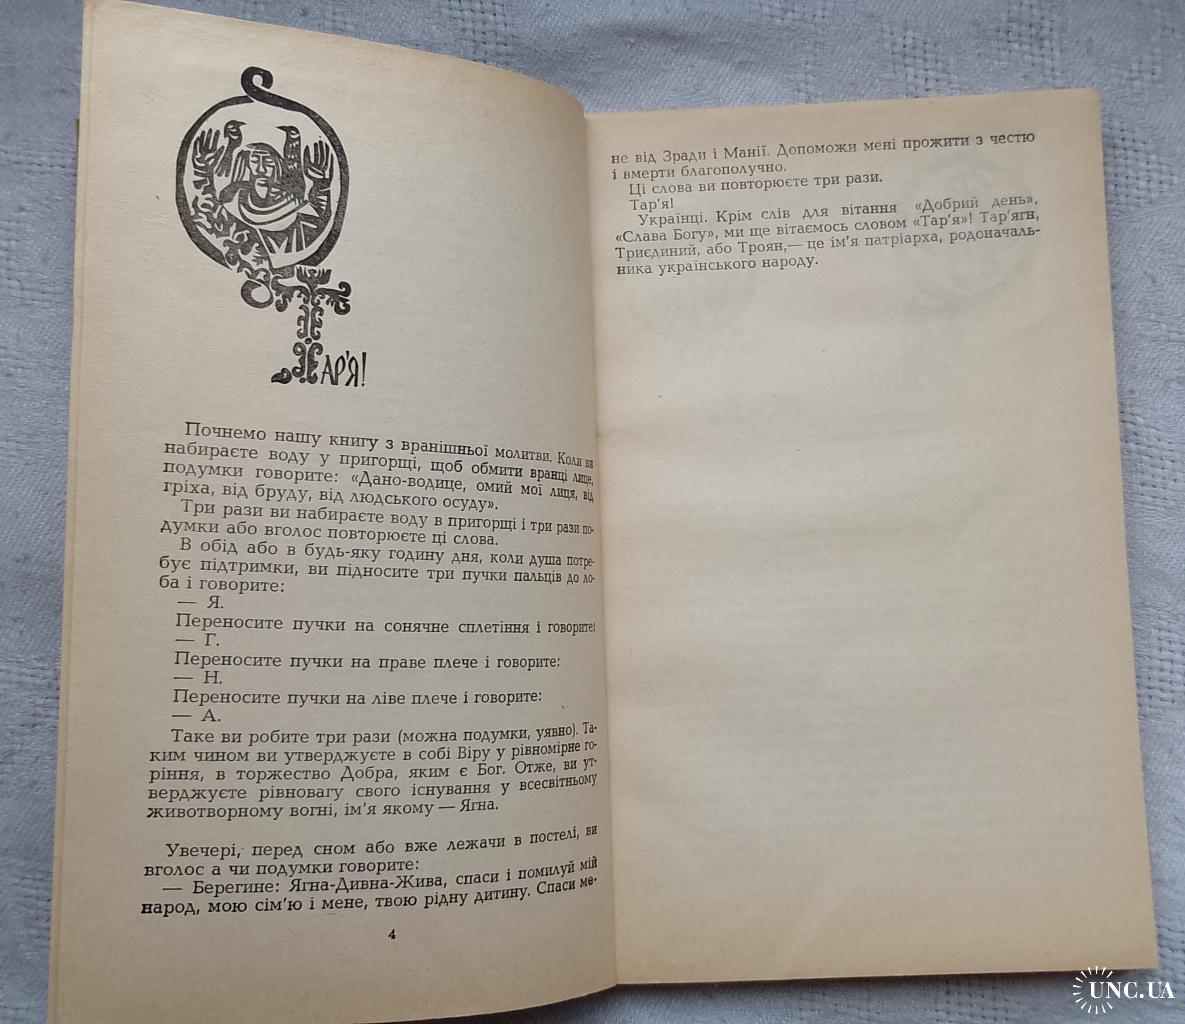 ТАР'Я!
Почнемо нашу книгу з вранішньої молитви. Коли ви
набираєте воду у пригорщі, щоб обмити вранці лице,
подумки говорите: «Дано-водице, омий мої лиця, від
гріха, від бруду, від людського осуду».
Три рази ви набираєте воду в пригорщі і три рази по-
думки або вголос повторюєте ці слова.
В обід або в будь-яку годину дня, коли душа потре-
бує підтримки, ви підносите три пучки пальців до ло-
ба і говорите:
— Я.
Переносите пучки на сонячне сплетіння і говорите:
— Г.
Переносите пучки на праве плече і говорите:
— Н.
Переносите пучки на ліве плече і говорите:
— А.
Таке ви робите три рази (можна подумки, уявно). Та-
ким чином ви утверджуєте в собі Віру у рівномірне го-
ріння, в торжество Добра, яким є Бог. Отже, ви ут-
верджуєте рівновагу свого існування у всесвітньому
животворному вогні, ім'я якому — Ягна.
Увечері, перед сном або вже лежачи в постелі, ви
вголос а чи подумки говорите:
— Берегине: Ягна-Дивна-Жива, спаси і помилуй мій
народ, мою сім'ю і мене, твою рідну дитину. Спаси ме-
4
не від Зради і Манії. Допоможи мені прожити з честю
і вмерти благополучно.
Ці слова ви повторюєте три рази.
Тар'я!
Українці. Крім слів для вітання «Добрий день»,
«Слава Богу», ми ще вітаємось словом «Тар'я»! Тар'ягн,
Триєдиний, або Троян,— це ім'я патріарха, родоначаль-
ника українського народу.
UNC.UA